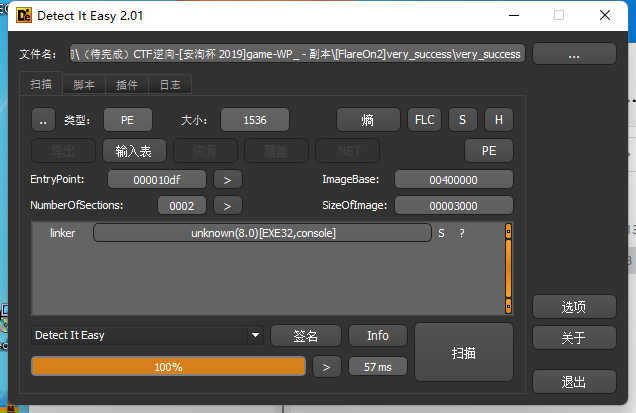 Detect It Easy 2.01
文件名: \(待完成)CTF逆向-[安洵杯 2019]game-WP_ - 副本\[FlareOn2]very_success\very_success ...
扫描 脚本 插件 日志
.. 类型: PE 大小: 1536 熵 FLC S H
导出 输入表 资源 覆盖 .NET PE
EntryPoint: 000010df > ImageBase: 00400000
NumberOfSections: 0002 > SizeOfImage: 00003000
linker unknown(8.0)[EXE32,console] S ?
选项
Detect It Easy 签名 Info 扫描
关于
100% > 57 ms
退出